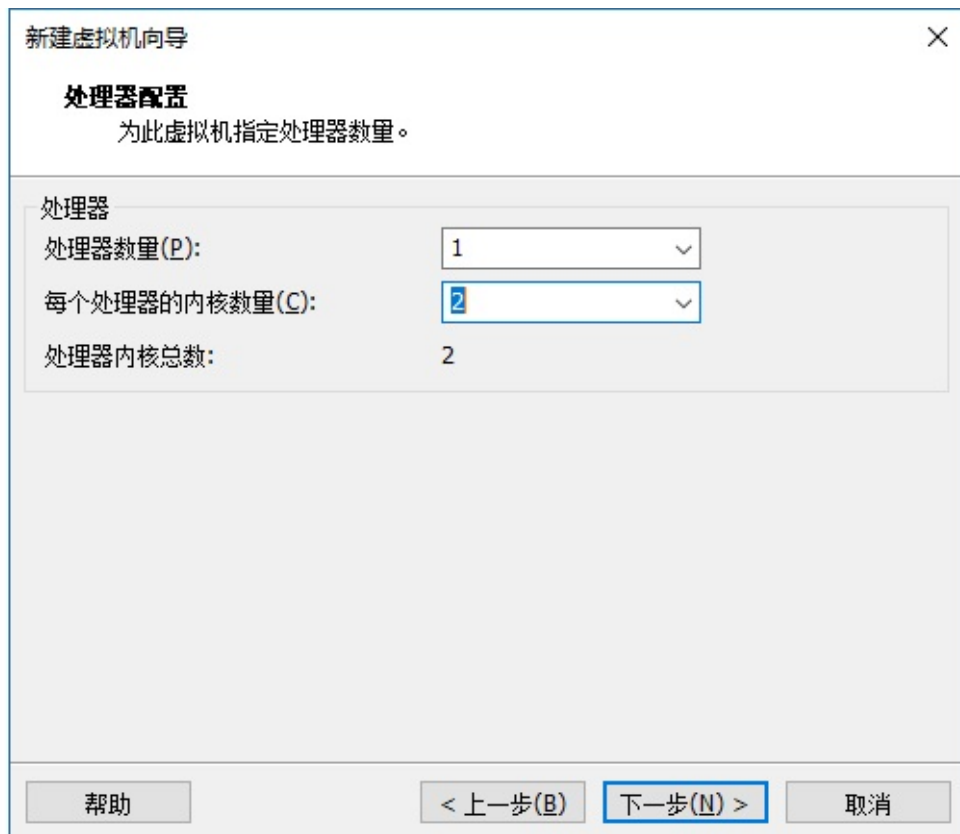 新建虚拟机向导
处理器配置
为此虚拟机指定处理器数量。
处理器
处理器数量(P): 1
每个处理器的内核数量(C): 2
处理器内核总数: 2
帮助 < 上一步(B) 下一步(N) > 取消